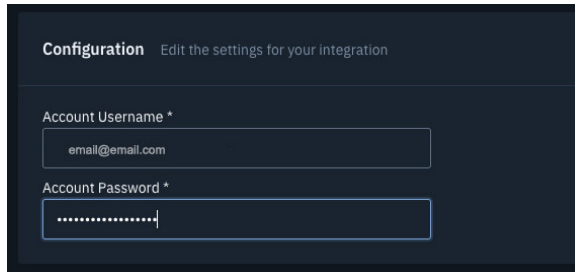 Configuration Edit the settings for your integration
Account Username *
email@email.com
Account Password *
••••••••••••••••••